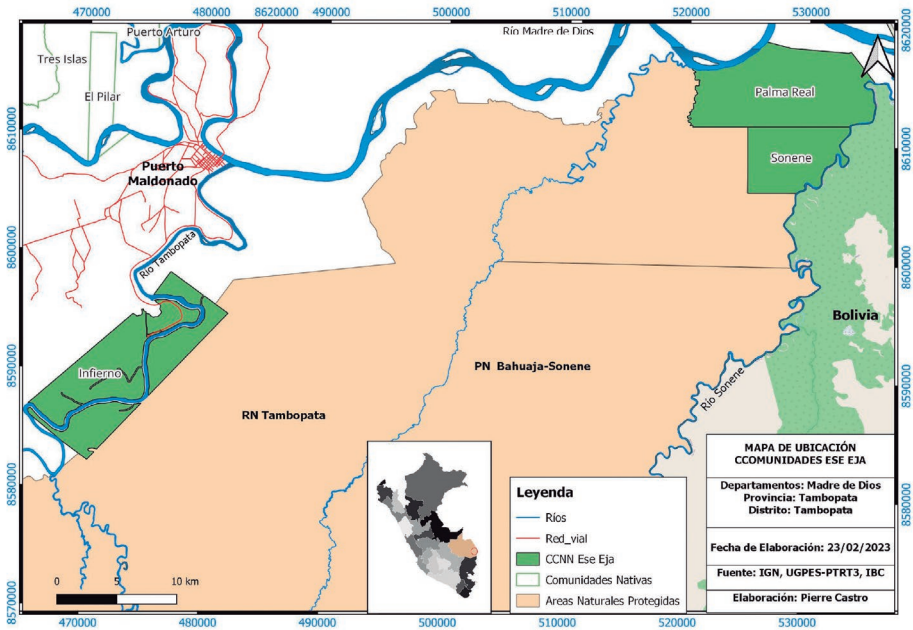 470000 480000 8620000 490000 500000 510000 520000 530000
8620000
Puerto Arturo
Río Madre de Dios
Tres Islas
El Pilar
Palma Real
8610000
8610000
Sonene
Puerto
Maldonado
Río Tambopata
8600000
8600000
Bolivia
Infierno
8590000
8590000
PN Bahuaja-Sonene
Río Sonene
RN Tambopata
8580000
8580000
8570000
MAPA DE UBICACIÓN
CCOMUNIDADES ESE EJA
Departamentos: Madre de Dios
Provincia: Tambopata
Distrito: Tambopata
Fecha de Elaboración: 23/02/2023
Fuente: IGN, UGPES-PTRT3, IBC
Elaboración: Pierre Castro
Leyenda
Ríos
Red_vial
CCNN Ese Eja
Comunidades Nativas
Areas Naturales Protegidas
0 5 10 km
470000 480000 490000 500000 510000 520000 530000